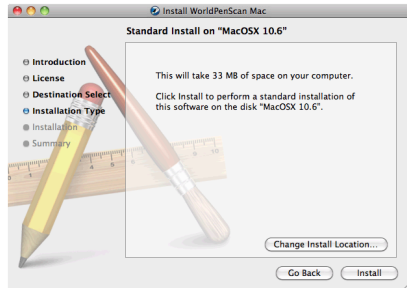 Install WorldPenScan Mac
Standard Install on “MacOSX 10.6”
Introduction
License
Destination Select
Installation Type
Installation
Summary
This will take 33 MB of space on your computer.
Click Install to perform a standard installation of
this software on the disk “MacOSX 10.6”.
Change Install Location...
Go Back
Install